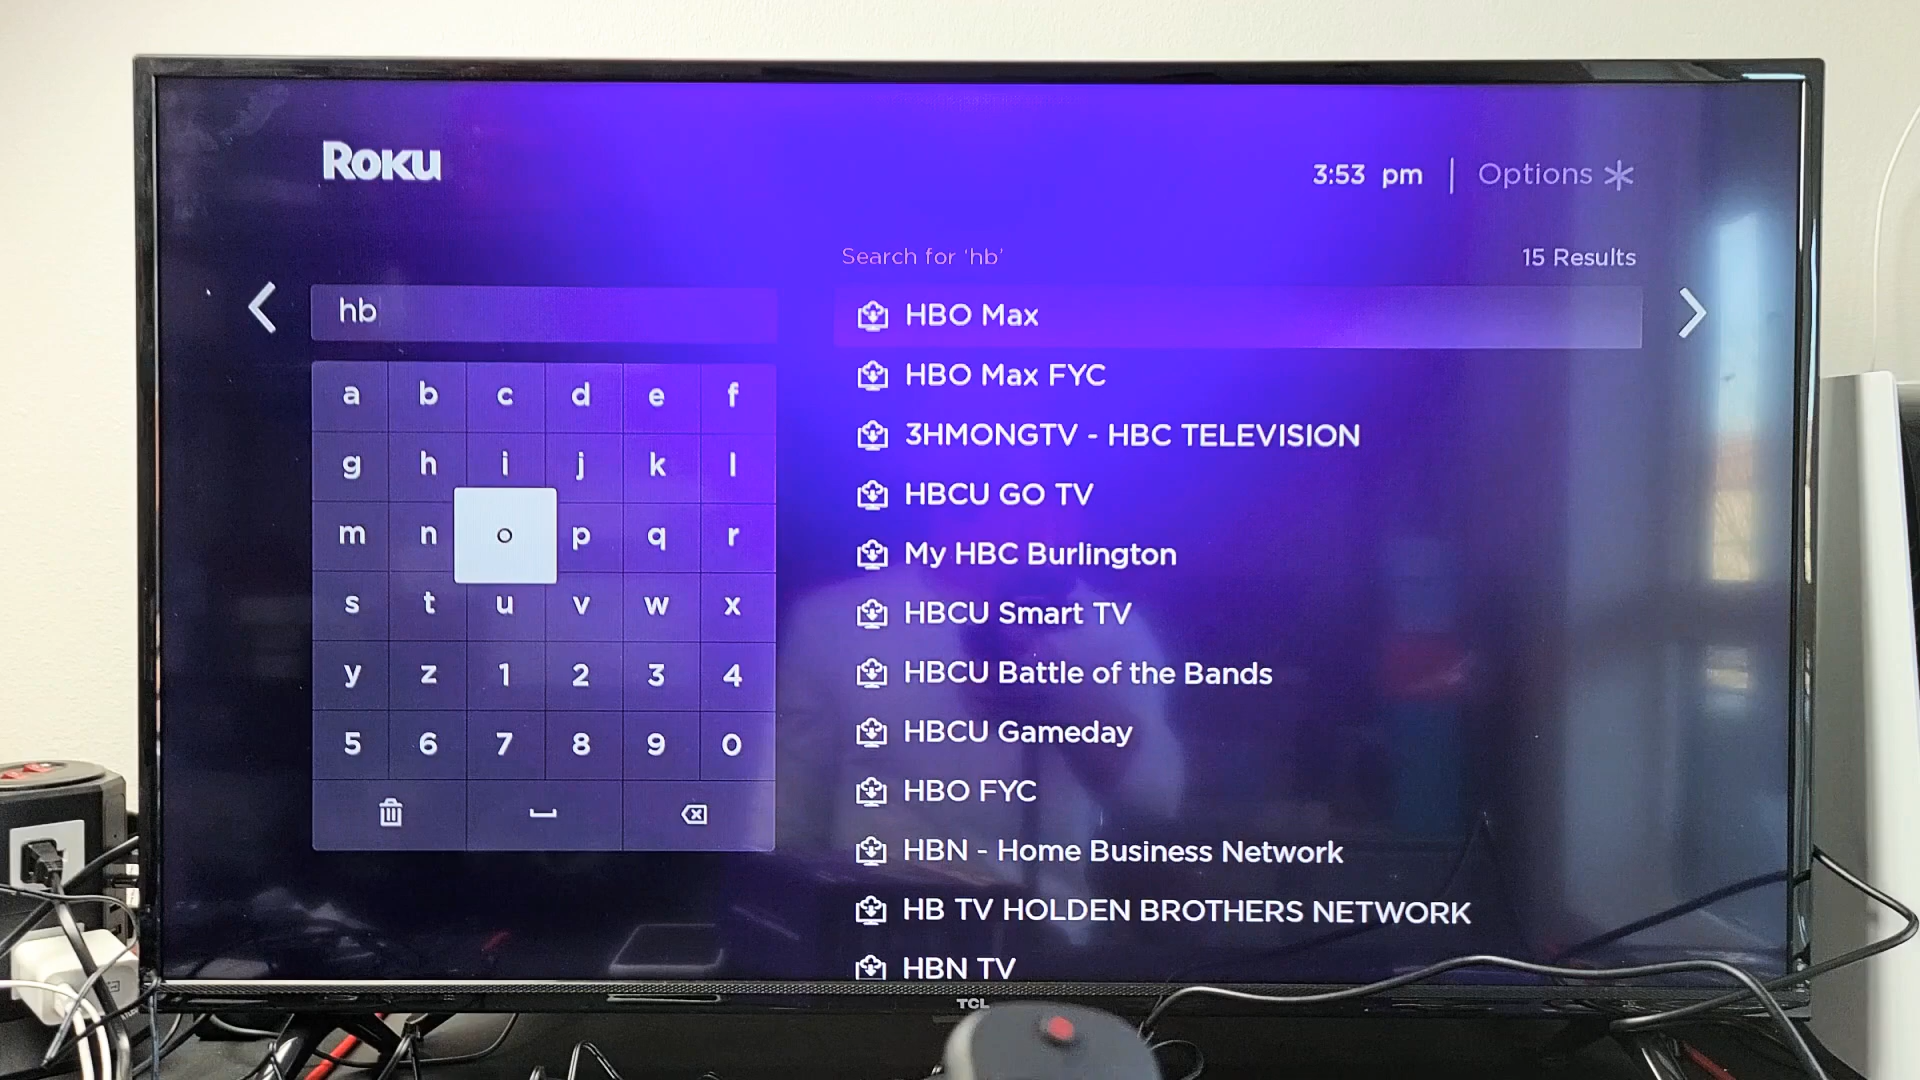 Roku
3:53 pm | Options *
Search for 'hb'
15 Results
hb
a b c d e f
g h i j k l
m n o p q r
s t u v w x
y z 1 2 3 4
5 6 7 8 9 0
HBO Max
HBO Max FYC
3HMONGTV - HBC TELEVISION
HBCU GO TV
My HBC Burlington
HBCU Smart TV
HBCU Battle of the Bands
HBCU Gameday
HBO FYC
HBN - Home Business Network
HB TV HOLDEN BROTHERS NETWORK
HBN TV
TCL